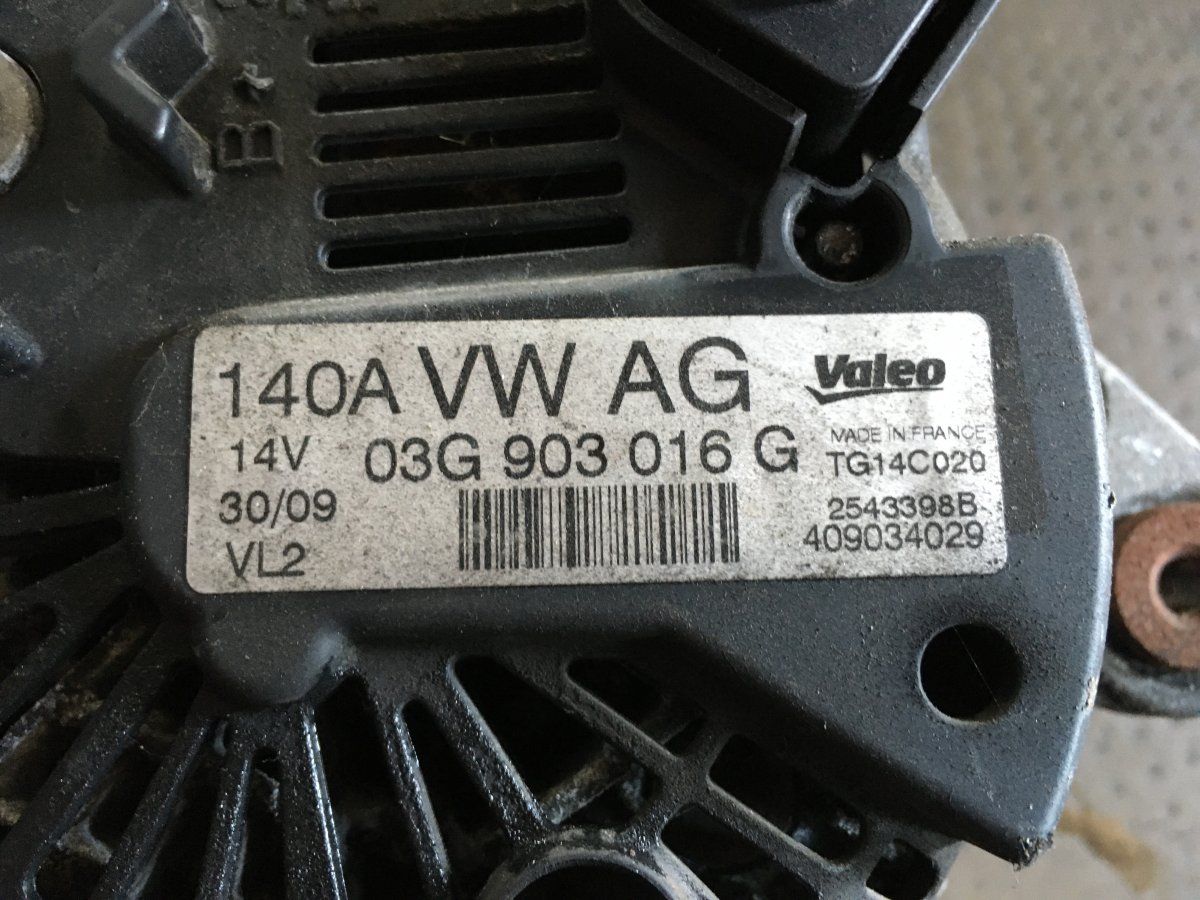 B+
140A VW AG
14V 03G 903 016 G
30/09
VL2
Valeo
MADE IN FRANCE
TG14C020
2543398B
409034029